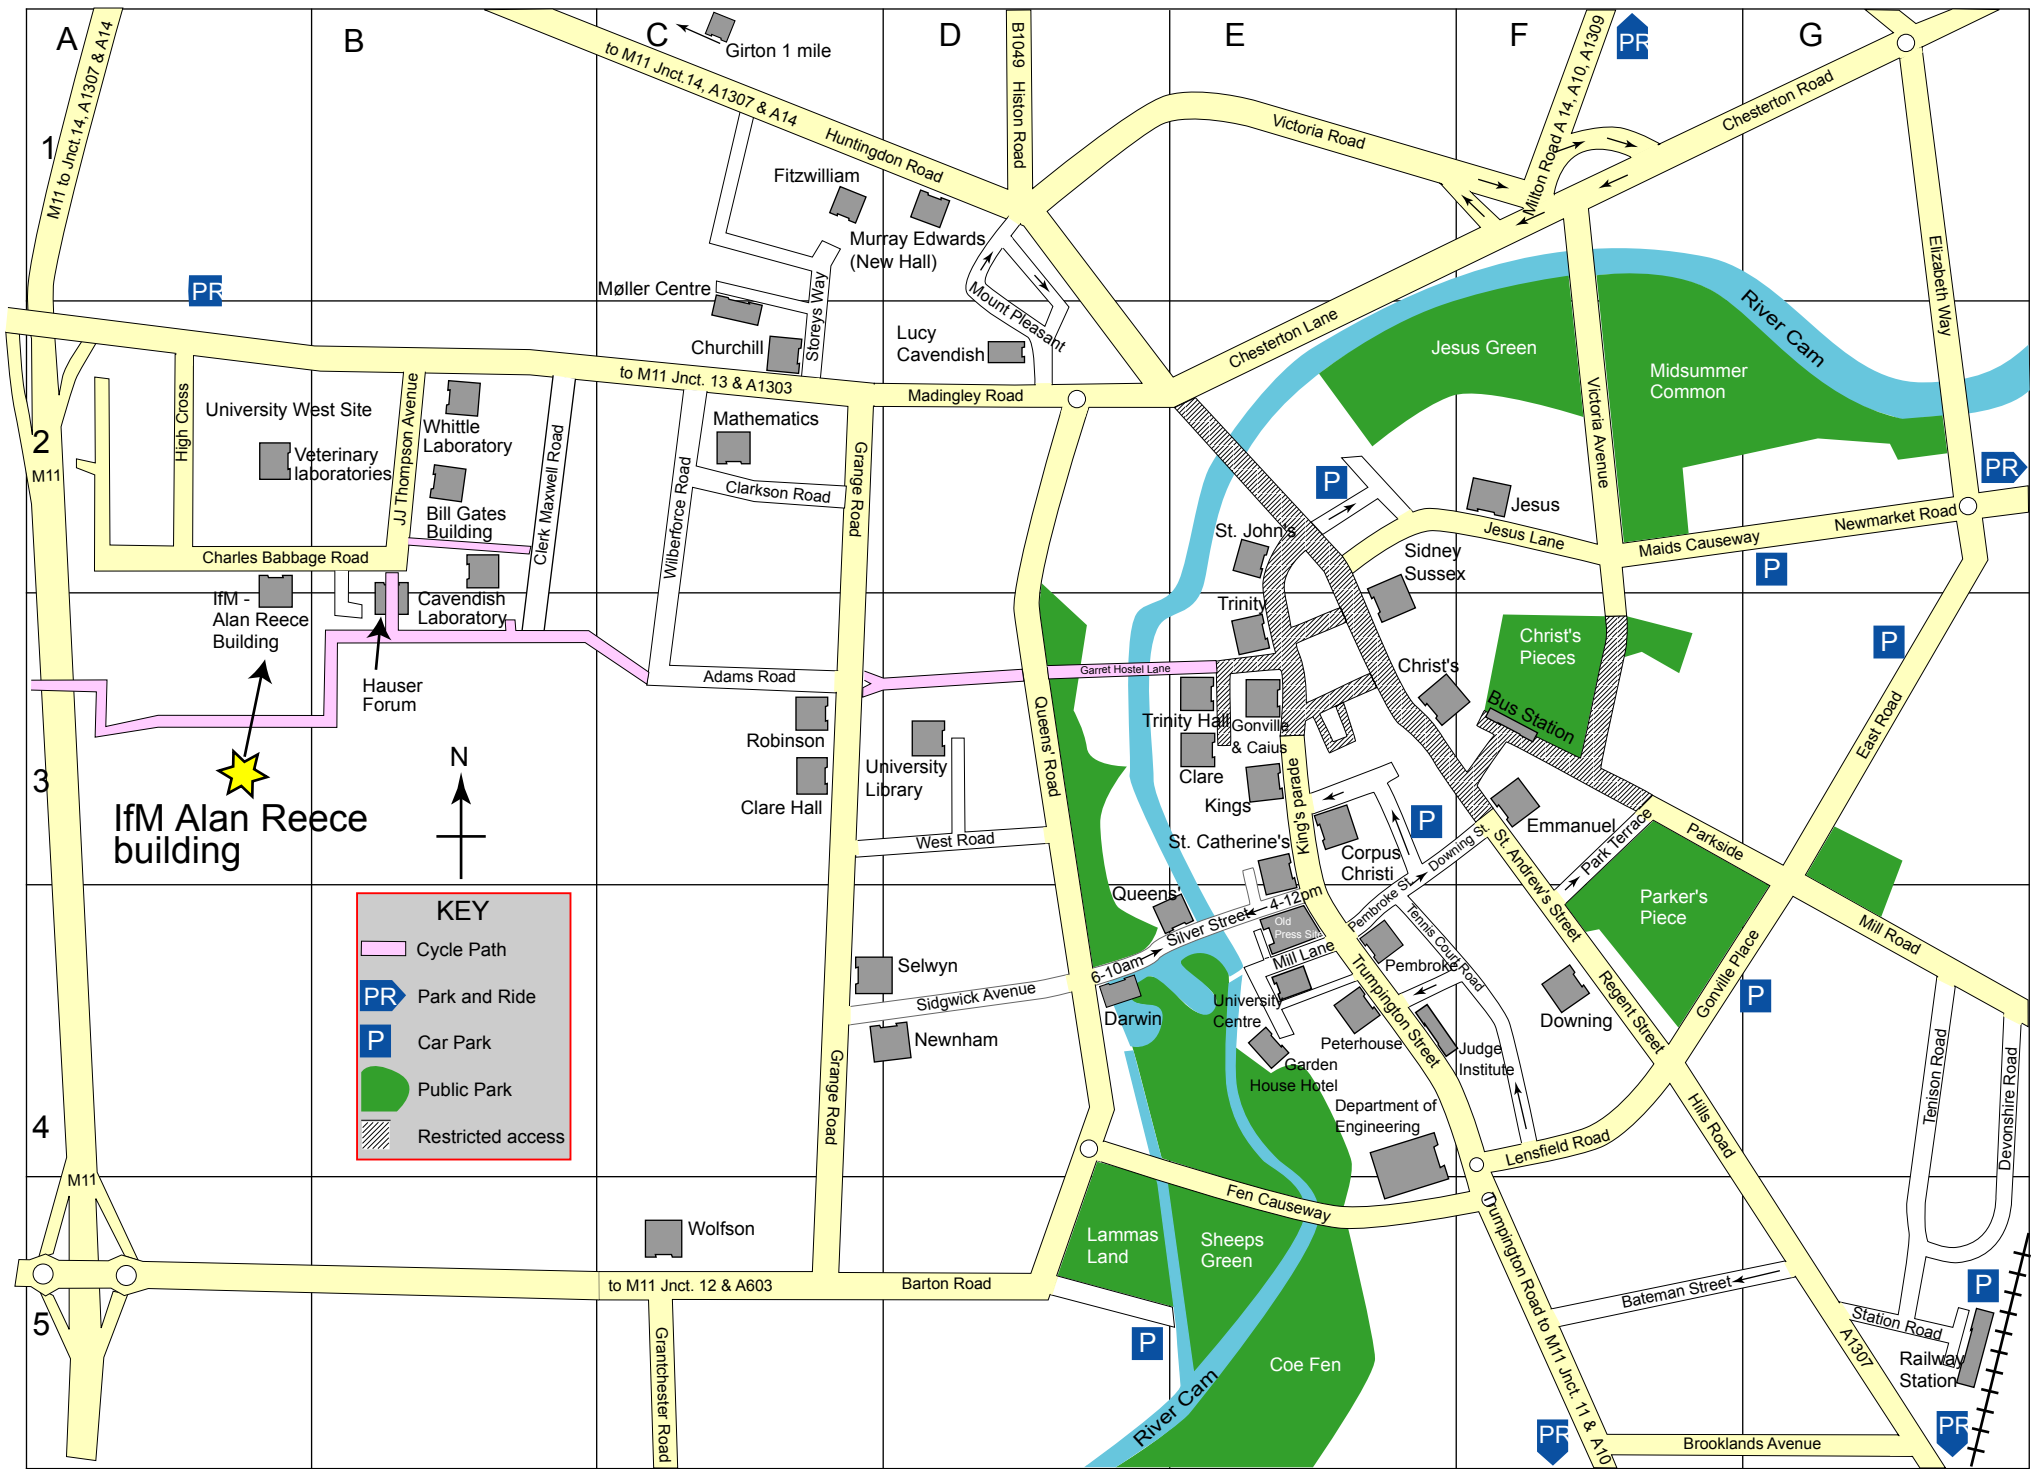 A
B
C
D
E
F
G
1
2
3
4
5
M11 to Jnct.14, A1307 & A14
Girton 1 mile
to M11 Jnct.14, A1307 & A14
Huntingdon Road
B1049 Histon Road
Victoria Road
Milton Road A 14, A10, A1309
PR
Chesterton Road
Fitzwilliam
Murray Edwards
(New Hall)
PR
Møller Centre
Storeys Way
Churchill
Mount Pleasant
Lucy
Cavendish
Chesterton Lane
Jesus Green
Midsummer
Common
River Cam
Elizabeth Way
to M11 Jnct. 13 & A1303
Madingley Road
M11
High Cross
University West Site
Veterinary
laboratories
JJ Thompson Avenue
Whittle
Laboratory
Bill Gates
Building
Clerk Maxwell Road
Mathematics
Clarkson Road
Wilberforce Road
Grange Road
P
Jesus
Victoria Avenue
PR
Jesus Lane
Maids Causeway
Newmarket Road
P
Charles Babbage Road
IfM -
Alan Reece
Building
Cavendish
Laboratory
Hauser
Forum
St. John's
Sidney
Sussex
Trinity
Christ's
Pieces
P
Adams Road
Garret Hostel Lane
Christ's
Bus Station
East Road
Robinson
Clare Hall
University
Library
Queens' Road
Trinity Hall
Gonville
& Caius
Clare
Kings
King's parade
N
IfM Alan Reece
building
West Road
St. Catherine's
Corpus
Christi
P
Downing St.
Emmanuel
St. Andrew's Street
Park Terrace
Parkside
KEY
Cycle Path
PR
Park and Ride
P
Car Park
Public Park
Restricted access
Queens'
Silver Street
4-12pm
6-10am
Old
Press Site
Mill Lane
Pembroke St.
Tennis Court Road
Pembroke
Parker's
Piece
Mill Road
Selwyn
Sidgwick Avenue
Newnham
Darwin
University
Centre
Peterhouse
Trumpington Street
Judge
Institute
Downing
Regent Street
Gonville Place
P
Garden
House Hotel
Department of
Engineering
Grange Road
Lensfield Road
Hills Road
Tenison Road
Devonshire Road
M11
Wolfson
Fen Causeway
Lammas
Land
Sheeps
Green
to M11 Jnct. 12 & A603
Barton Road
Grantchester Road
P
Coe Fen
River Cam
Trumpington Road to M11 Jnct. 11 & A10
Bateman Street
Station Road
P
A1307
Railway
Station
PR
Brooklands Avenue
PR